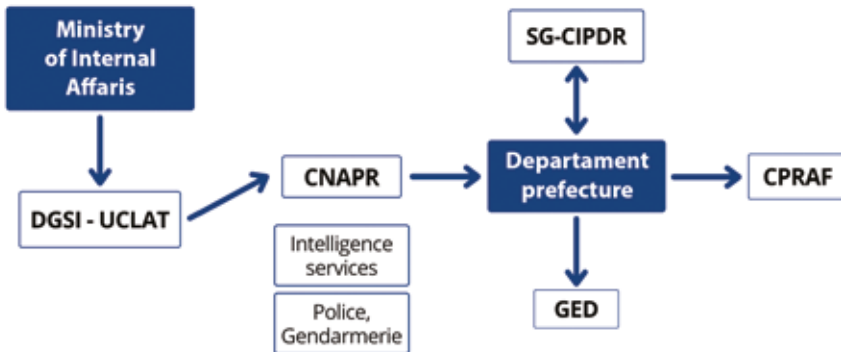 Ministry
of Internal
Affaris
SG-CIPDR
CNAPR
Departament
prefecture
CPRAF
DGSI - UCLAT
Intelligence
services
Police,
Gendarmerie
GED